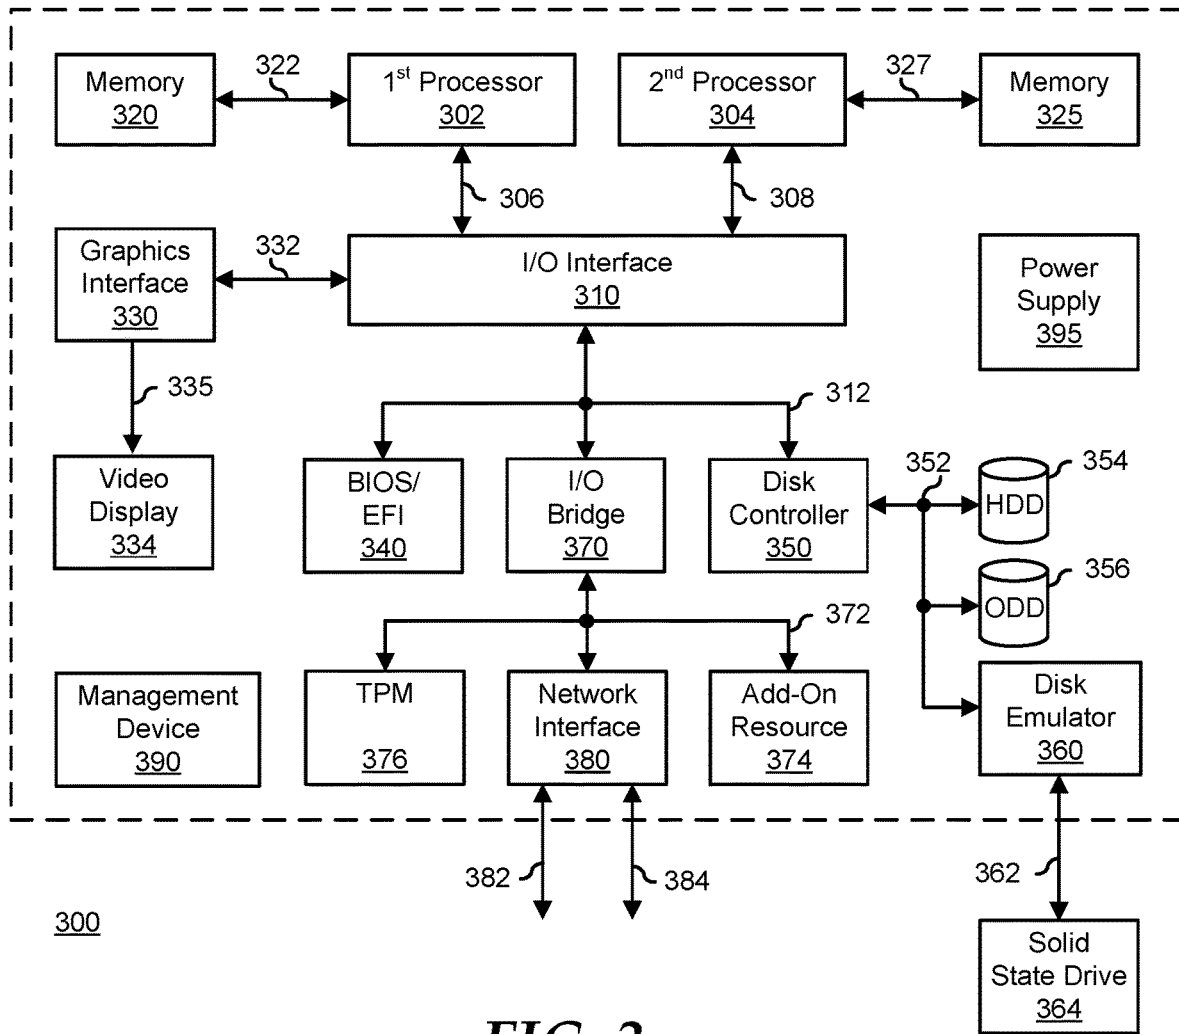 Memory
320
322
1st Processor
302
2nd Processor
304
327
Memory
325
306
308
Graphics
Interface
330
332
I/O Interface
310
Power
Supply
395
335
312
Video
Display
334
BIOS/
EFI
340
I/O
Bridge
370
Disk
Controller
350
352
HDD
354
ODD
356
372
Management
Device
390
TPM
376
Network
Interface
380
Add-On
Resource
374
Disk
Emulator
360
382
384
362
300
Solid
State Drive
364